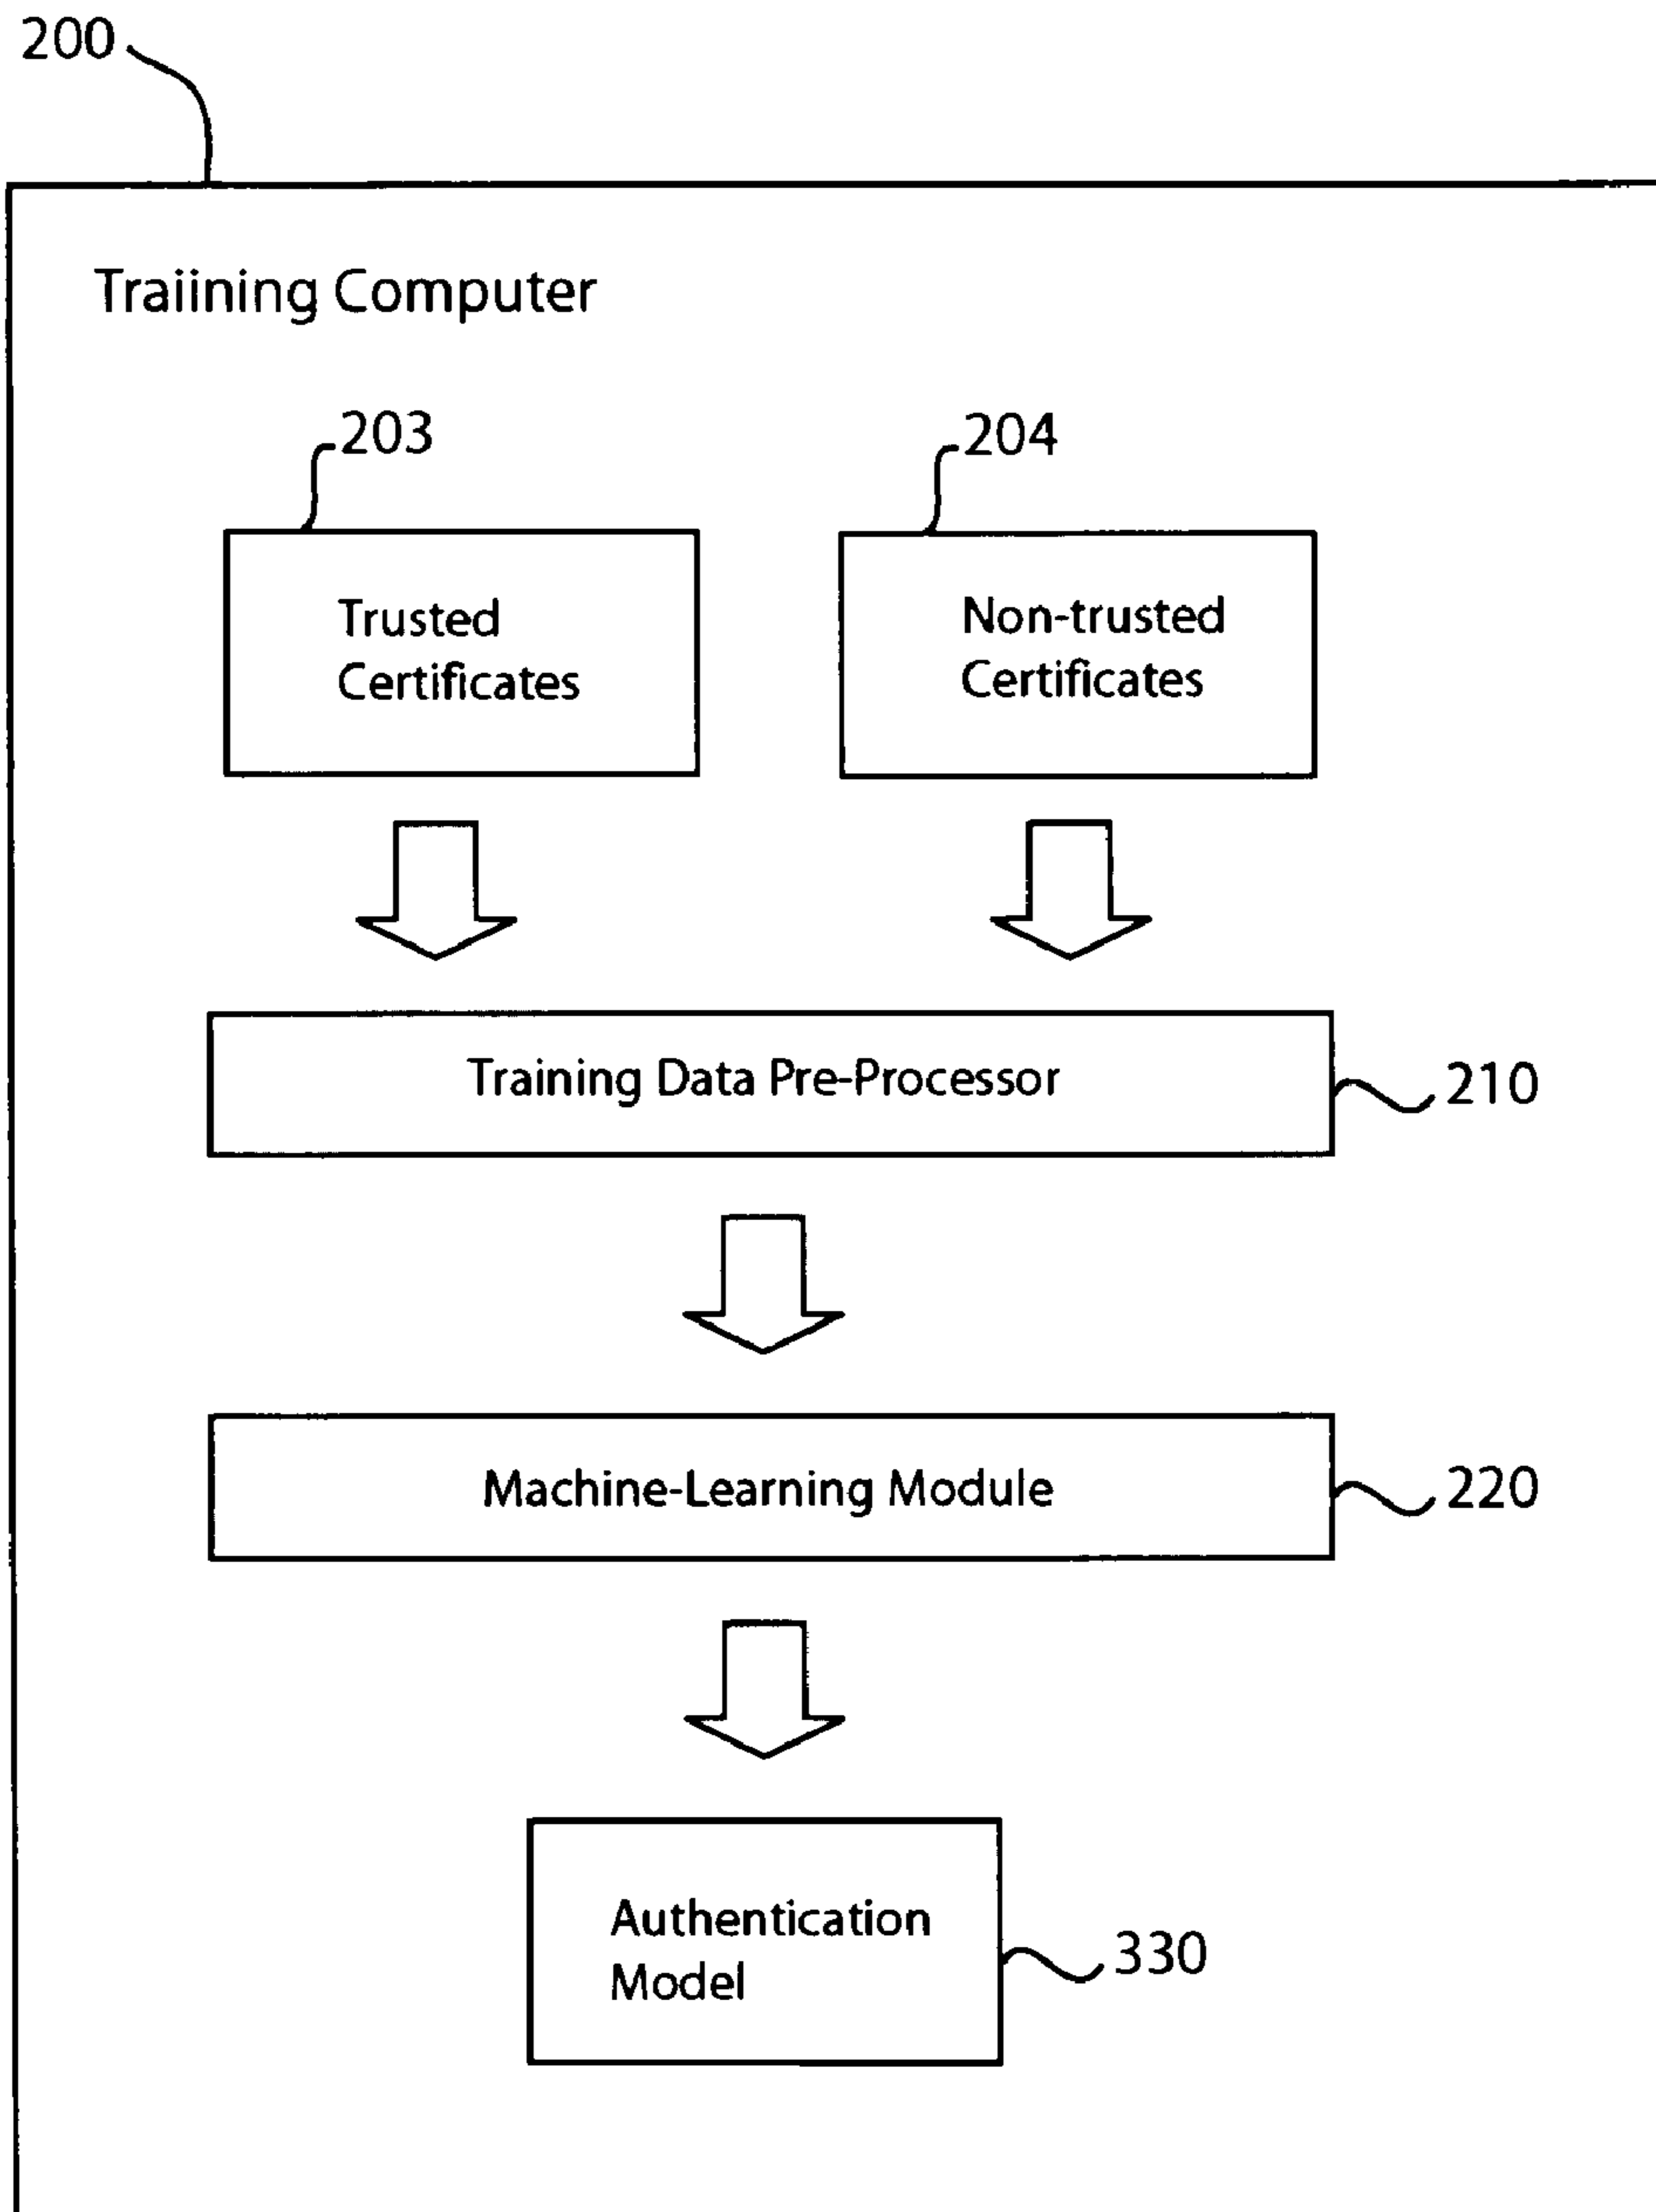 200
Traiining Computer
203
204
Trusted
Certificates
Non-trusted
Certificates
Training Data Pre-Processor
210
Machine-Learning Module
220
Authentication
Model
330